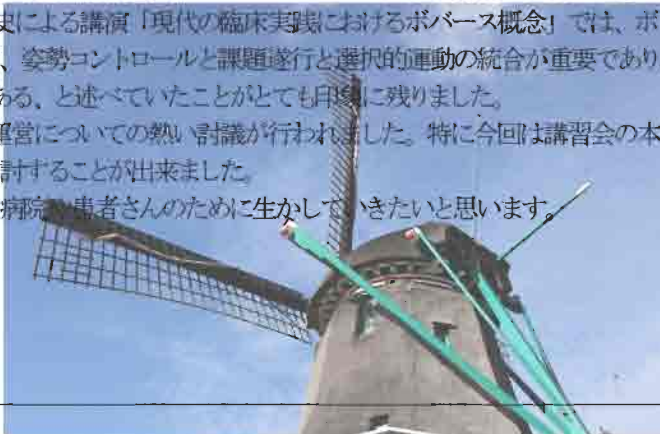 史による講演「現代の臨床実践におけるボバース概念」では、ボ
、姿勢コントロールと課題遂行と選択的運動の統合が重要であり
ある、と述べていたことがとても印象に残りました。
運営についての熱い討議が行われました。特に今回は講習会の本
討することが出来ました。
病院や患者さんのために生かしていきたいと思います。